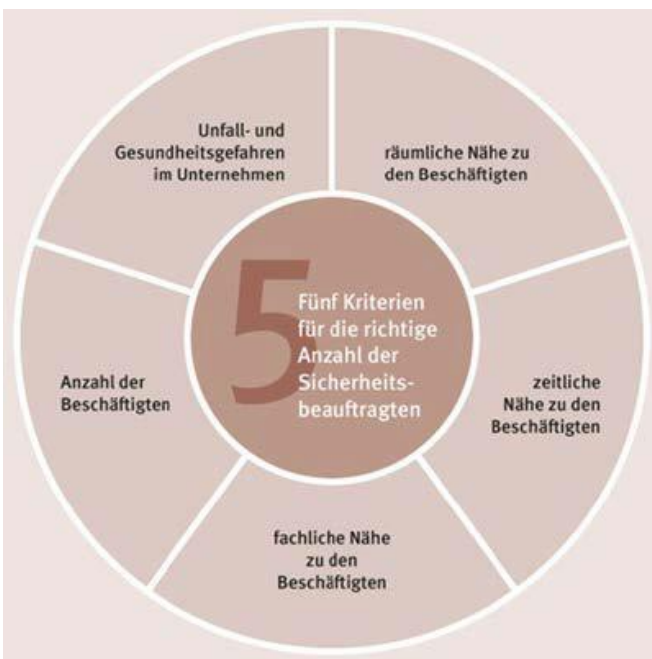 Unfall- und
Gesundheitsgefahren
im Unternehmen
räumliche Nähe zu
den Beschäftigten
5
Fünf Kriterien
für die richtige
Anzahl der
Sicherheits-
beauftragten
Anzahl der
Beschäftigten
zeitliche
Nähe zu den
Beschäftigten
fachliche Nähe
zu den
Beschäftigten